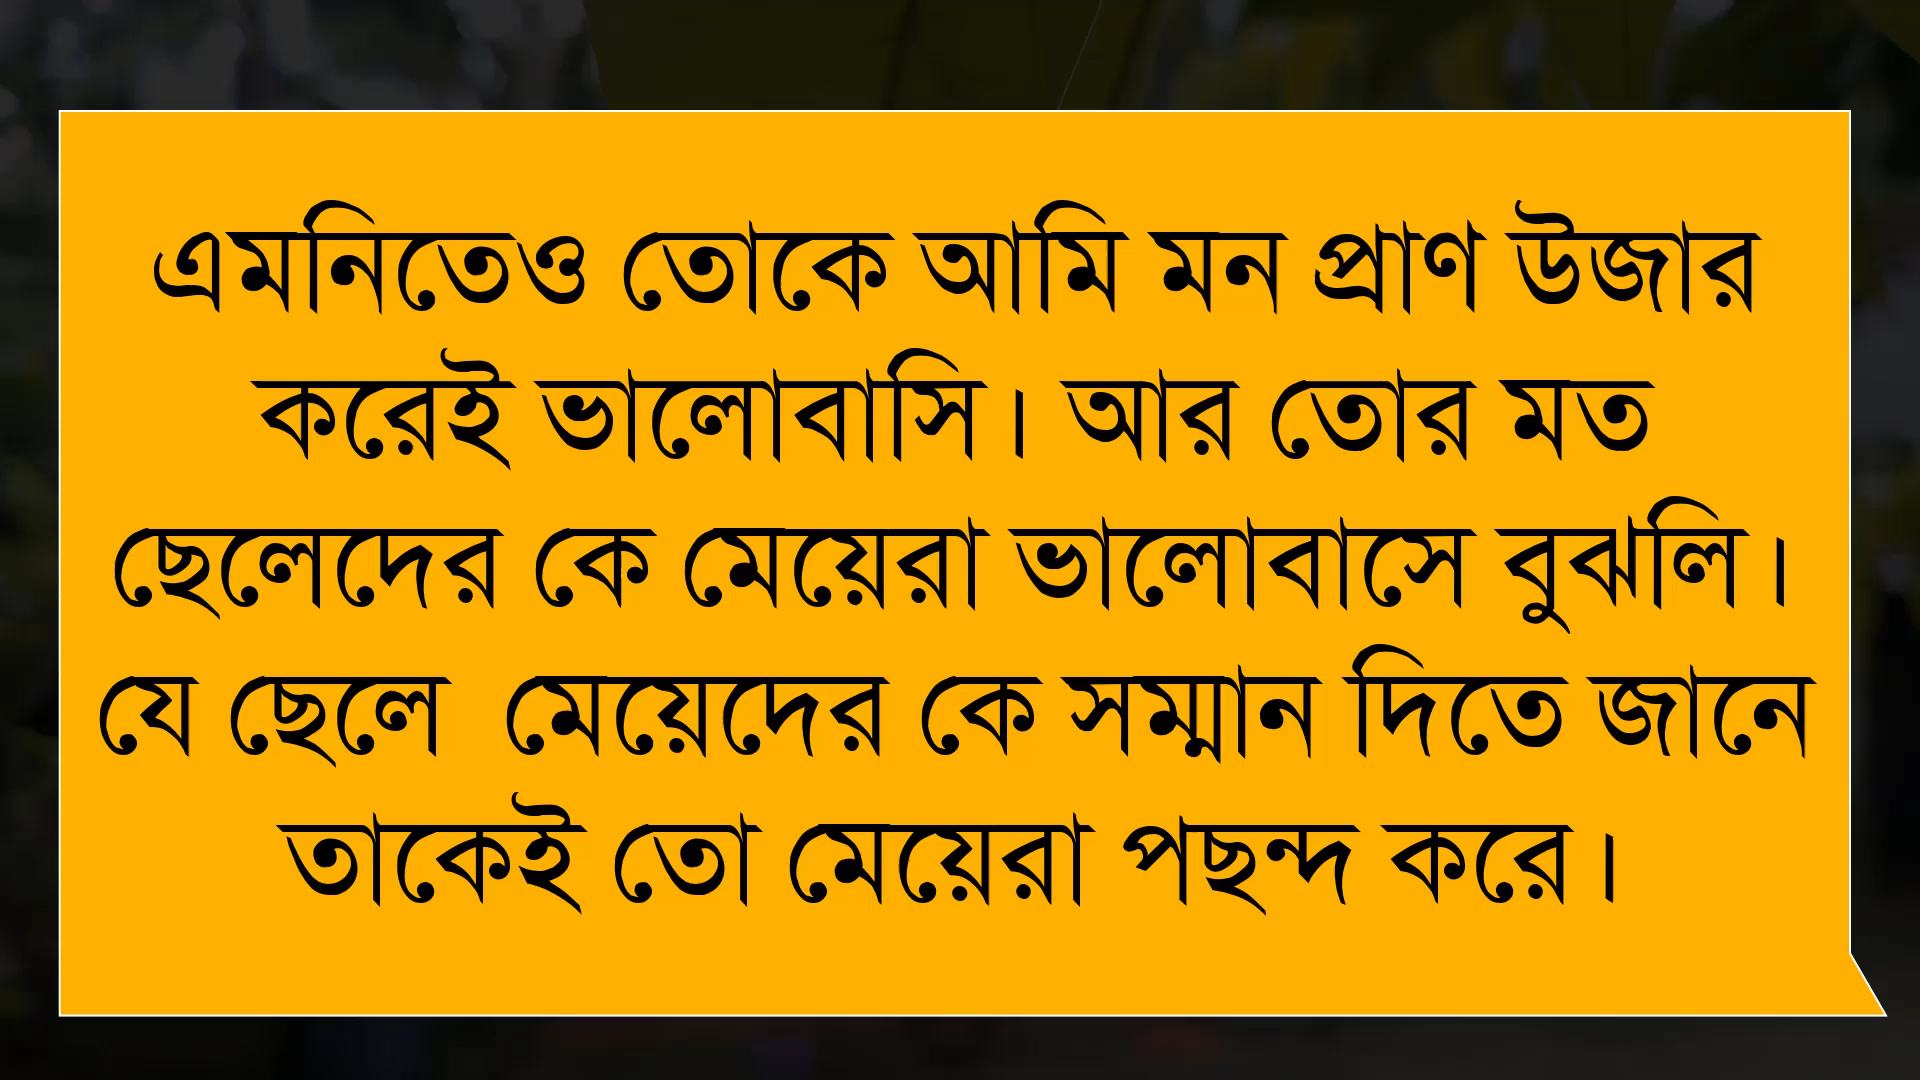 এমনিতেও তোকে আমি মন প্রাণ উজার
করেই ভালোবাসি। আর তোর মত
ছেলেদের কে মেয়েরা ভালোবাসে বুঝলি।
যে ছেলে  মেয়েদের কে সম্মান দিতে জানে
তাকেই তো মেয়েরা পছন্দ করে।